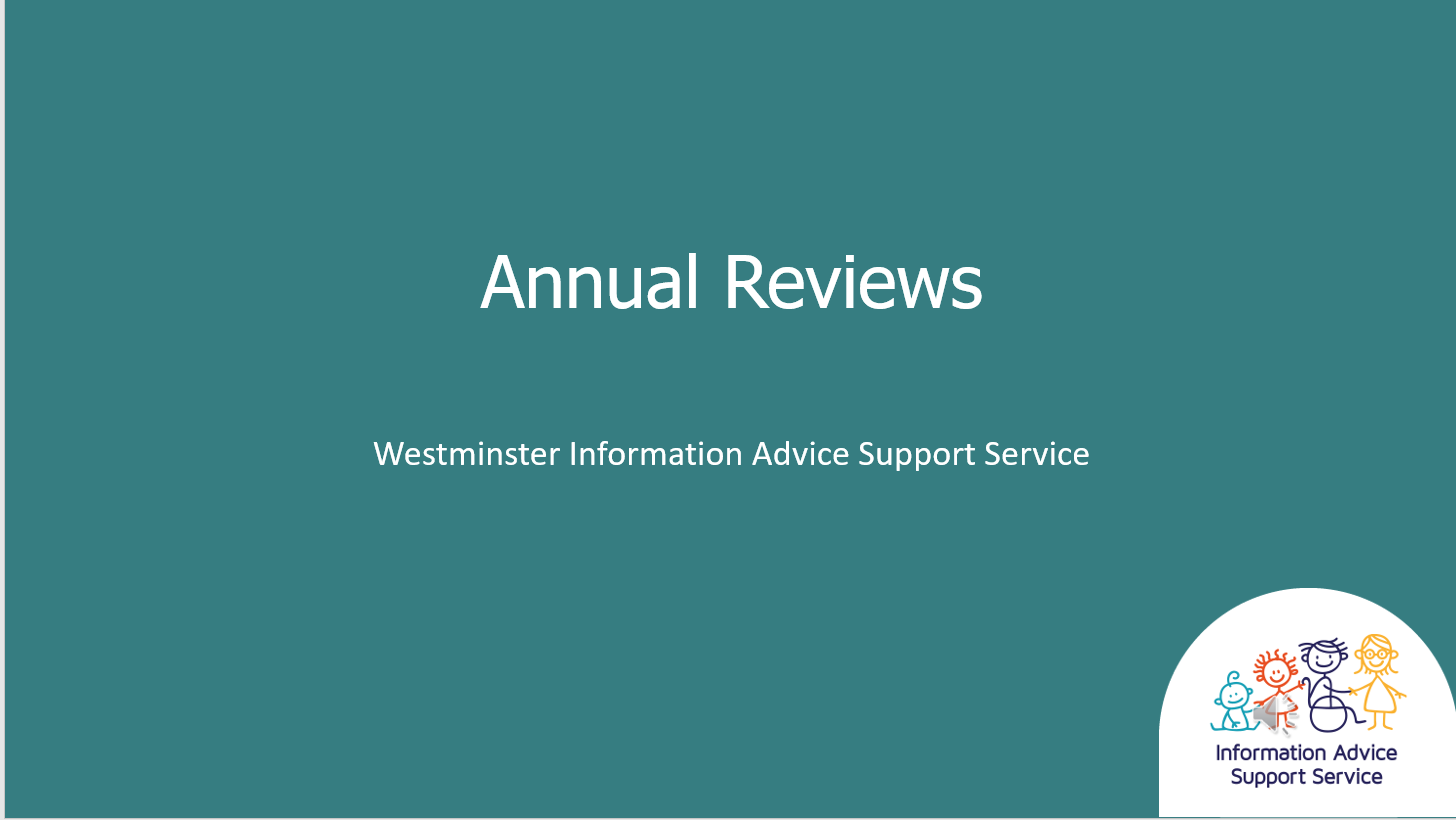 Annual Reviews
Westminster Information Advice Support Service
Information Advice
Support Service